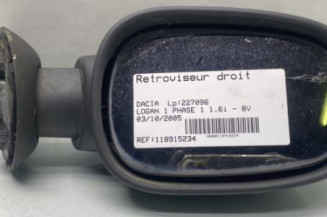 Retroviseur droit
DACIA Lp:227096
LOGAN 1 PHASE 1 1.6i - 8V
03/10/2005
REF:118915234